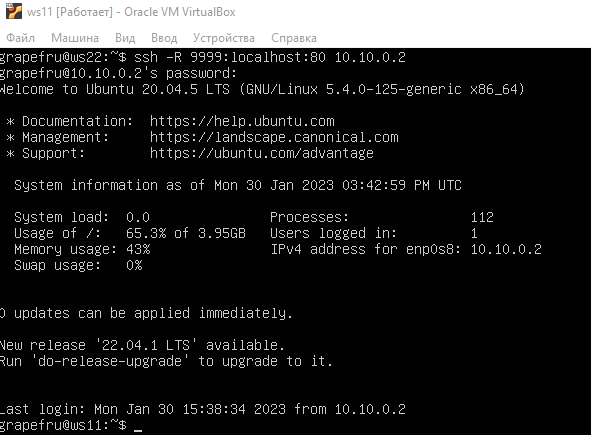 ws11 [Работает] - Oracle VM VirtualBox
Файл Машина Вид Ввод Устройства Справка
grapefru@ws22:~$ ssh -R 9999:localhost:80 10.10.0.2
grapefru@10.10.0.2's password:
Welcome to Ubuntu 20.04.5 LTS (GNU/Linux 5.4.0-125-generic x86_64)
* Documentation: https://help.ubuntu.com
* Management: https://landscape.canonical.com
* Support: https://ubuntu.com/advantage
System information as of Mon 30 Jan 2023 03:42:59 PM UTC
System load: 0.0 Processes: 112
Usage of /: 65.3% of 3.95GB Users logged in: 1
Memory usage: 43% IPv4 address for enp0s8: 10.10.0.2
Swap usage: 0%
0 updates can be applied immediately.
New release '22.04.1 LTS' available.
Run 'do-release-upgrade' to upgrade to it.
Last login: Mon Jan 30 15:38:34 2023 from 10.10.0.2
grapefru@ws11:~$ _